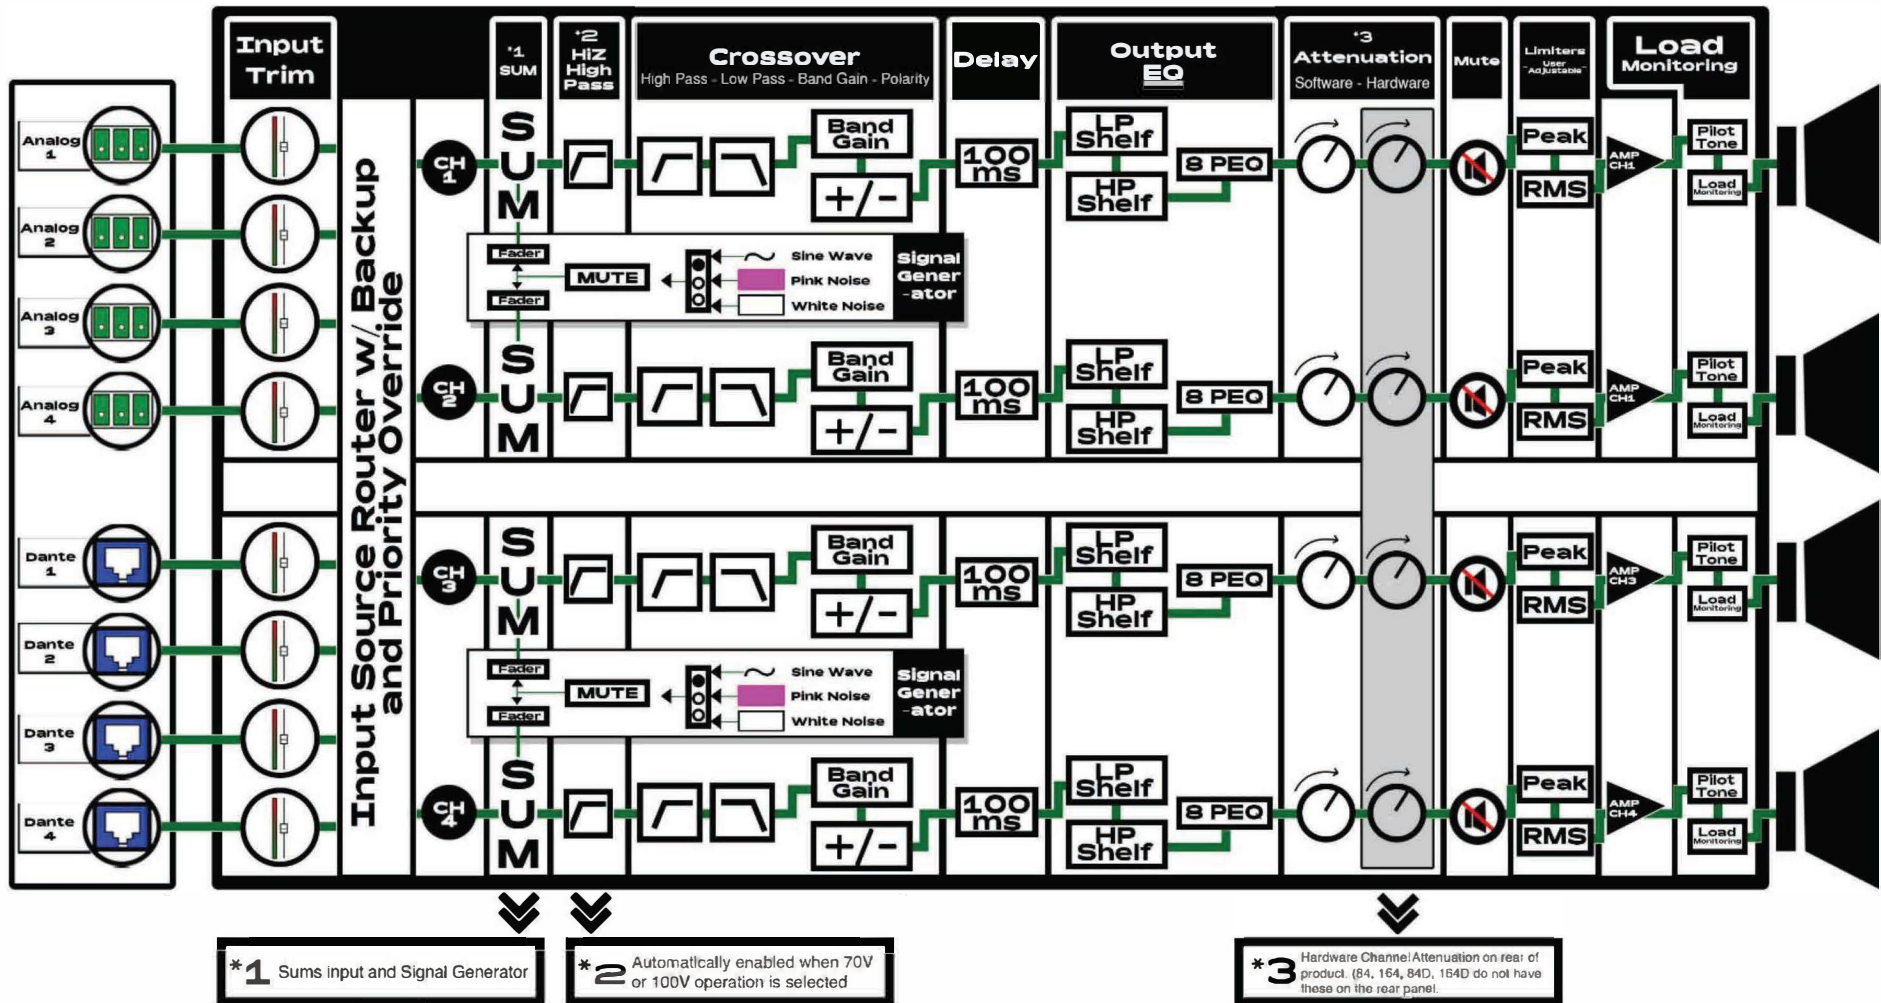 Input
Trim
*1
SUM
*2
HiZ
High
Pass
Crossover
High Pass - Low Pass - Band Gain - Polarity
Delay
Output
EQ
*3
Attenuation
Software - Hardware
Mute
Limiters
User
Adjustable
Load
Monitoring
Analog
1
Analog
2
Analog
3
Analog
4
Dante
1
Dante
2
Dante
3
Dante
4
Input Source Router w/ Backup
and Priority Override
CH
1
S
U
M
Band
Gain
+/-
100
ms
LP
Shelf
HP
Shelf
8 PEQ
Peak
RMS
AMP
CH1
Pilot
Tone
Load
Monitoring
Fader
MUTE
Fader
Sine Wave
Pink Noise
White Noise
Signal
Gener
-ator
CH
2
S
U
M
Band
Gain
+/-
100
ms
LP
Shelf
HP
Shelf
8 PEQ
Peak
RMS
AMP
CH1
Pilot
Tone
Load
Monitoring
CH
3
S
U
M
Band
Gain
+/-
100
ms
LP
Shelf
HP
Shelf
8 PEQ
Peak
RMS
AMP
CH3
Pilot
Tone
Load
Monitoring
Fader
MUTE
Fader
Sine Wave
Pink Noise
White Noise
Signal
Gener
-ator
CH
4
S
U
M
Band
Gain
+/-
100
ms
LP
Shelf
HP
Shelf
8 PEQ
Peak
RMS
AMP
CH4
Pilot
Tone
Load
Monitoring
*1 Sums input and Signal Generator
*2 Automatically enabled when 70V
or 100V operation is selected
*3 Hardware Channel Attenuation on rear of
product. (84, 164, 84D, 164D do not have
these on the rear panel.